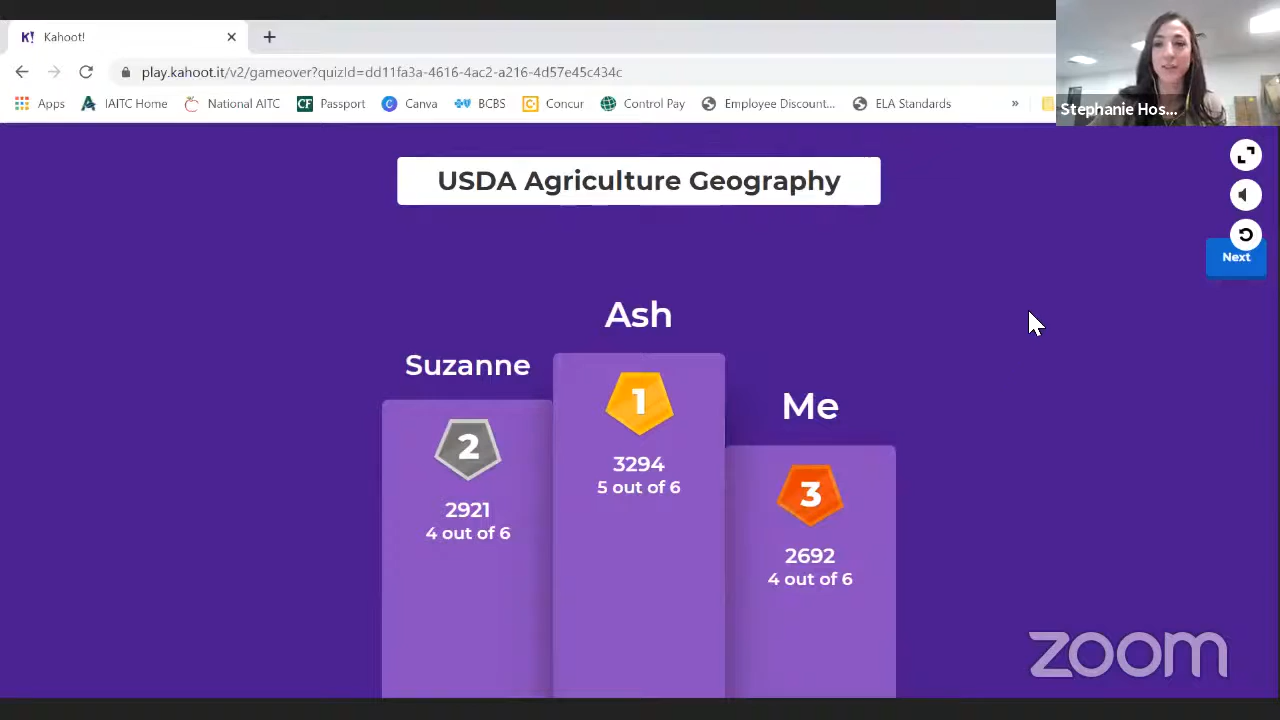 K! Kahoot!
play.kahoot.it/v2/gameover?quizId=dd11fa3a-4616-4ac2-a216-4d57e45c434c
Apps IAITC Home National AITC CF Passport C Canva BCBS Concur Control Pay Employee Discount... ELA Standards »
Stephanie Hos...
USDA Agriculture Geography
Next
Ash
Suzanne
Me
1
3294
5 out of 6
2
2921
4 out of 6
3
2692
4 out of 6
zoom